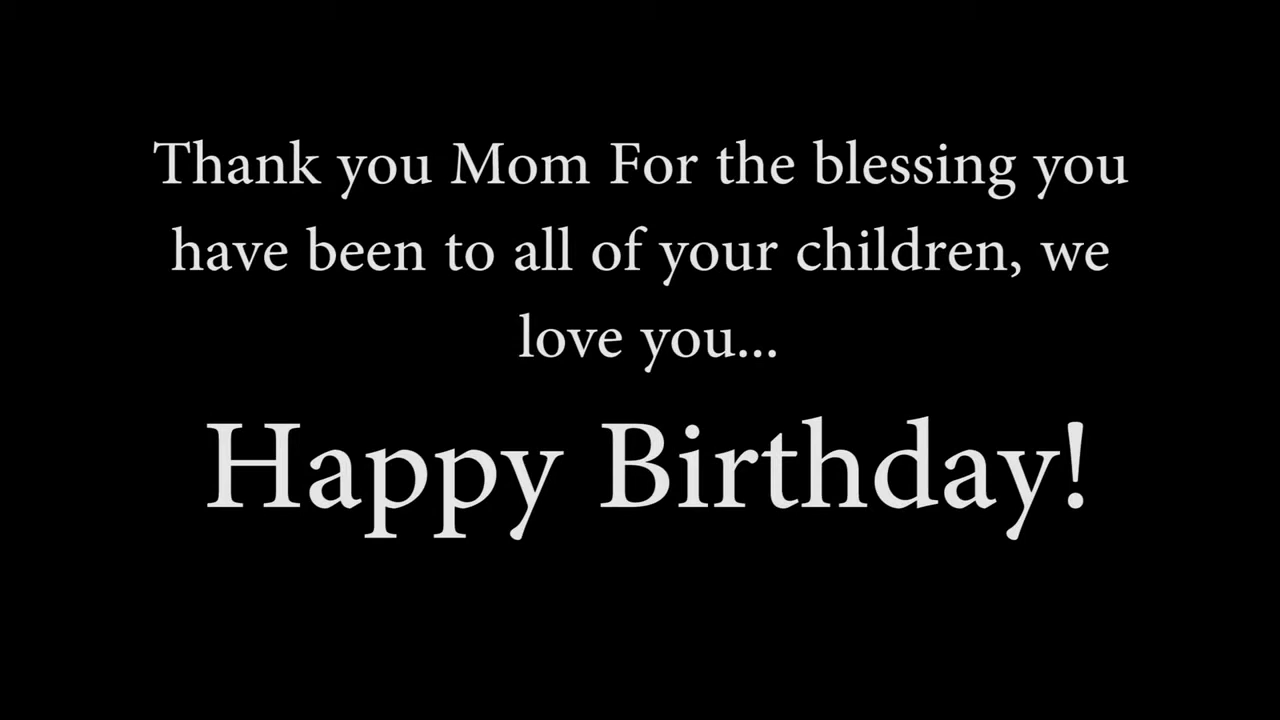 Thank you Mom For the blessing you
have been to all of your children, we
love you...
Happy Birthday!